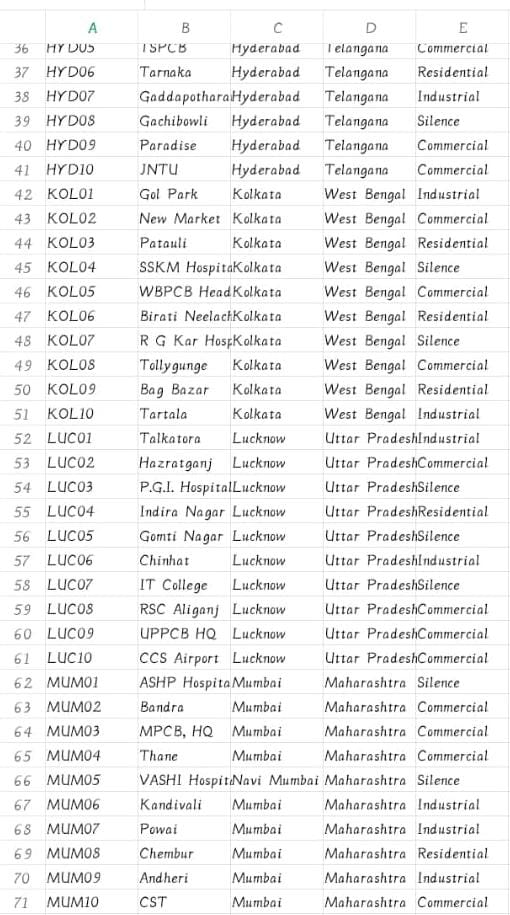 A B C D E
36 HYD05 TSPCB Hyderabad Telangana Commercial
37 HYD06 Tarnaka Hyderabad Telangana Residential
38 HYD07 Gaddapothara Hyderabad Telangana Industrial
39 HYD08 Gachibowli Hyderabad Telangana Silence
40 HYD09 Paradise Hyderabad Telangana Commercial
41 HYD10 JNTU Hyderabad Telangana Commercial
42 KOL01 Gol Park Kolkata West Bengal Industrial
43 KOL02 New Market Kolkata West Bengal Commercial
44 KOL03 Patauli Kolkata West Bengal Residential
45 KOL04 SSKM Hospita Kolkata West Bengal Silence
46 KOL05 WBPCB Head Kolkata West Bengal Commercial
47 KOL06 Birati Neelach Kolkata West Bengal Residential
48 KOL07 R G Kar Hosp Kolkata West Bengal Silence
49 KOL08 Tollygunge Kolkata West Bengal Commercial
50 KOL09 Bag Bazar Kolkata West Bengal Residential
51 KOL10 Tartala Kolkata West Bengal Industrial
52 LUC01 Talkatora Lucknow Uttar Pradesh Industrial
53 LUC02 Hazratganj Lucknow Uttar Pradesh Commercial
54 LUC03 P.G.I. Hospital Lucknow Uttar Pradesh Silence
55 LUC04 Indira Nagar Lucknow Uttar Pradesh Residential
56 LUC05 Gomti Nagar Lucknow Uttar Pradesh Silence
57 LUC06 Chinhat Lucknow Uttar Pradesh Industrial
58 LUC07 IT College Lucknow Uttar Pradesh Silence
59 LUC08 RSC Aliganj Lucknow Uttar Pradesh Commercial
60 LUC09 UPPCB HQ Lucknow Uttar Pradesh Commercial
61 LUC10 CCS Airport Lucknow Uttar Pradesh Commercial
62 MUM01 ASHP Hospita Mumbai Maharashtra Silence
63 MUM02 Bandra Mumbai Maharashtra Commercial
64 MUM03 MPCB, HQ Mumbai Maharashtra Commercial
65 MUM04 Thane Mumbai Maharashtra Commercial
66 MUM05 VASHI Hospit Navi Mumbai Maharashtra Silence
67 MUM06 Kandivali Mumbai Maharashtra Industrial
68 MUM07 Powai Mumbai Maharashtra Industrial
69 MUM08 Chembur Mumbai Maharashtra Residential
70 MUM09 Andheri Mumbai Maharashtra Industrial
71 MUM10 CST Mumbai Maharashtra Commercial